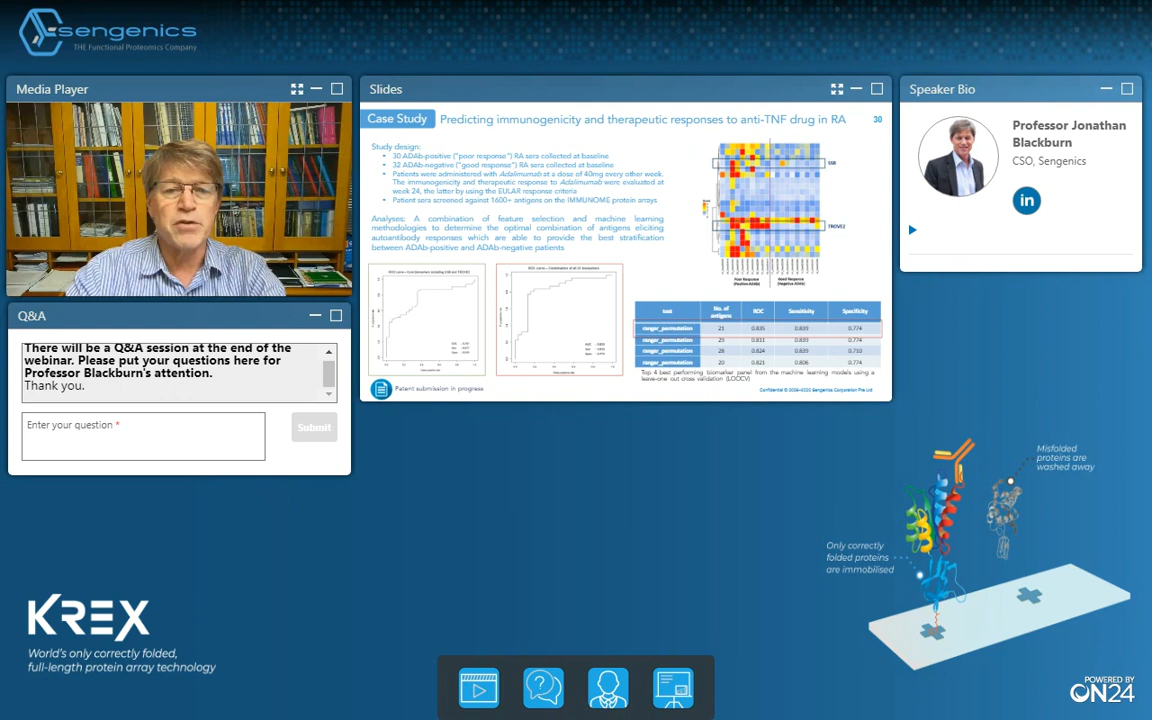 sengenics
THE Functional Proteomics Company
Media Player
Slides
Speaker Bio
Case Study
Predicting immunogenicity and therapeutic responses to anti-TNF drug in RA
30
Study design:
• 30 ADAb-positive ("poor response") RA sera collected at baseline
• 32 ADAb-negative ("good response") RA sera collected at baseline
• Patients were administered with Adalimumab at a dose of 40mg every other week.
The immunogenicity and therapeutic response to Adalimumab were evaluated at
week 24, the latter by using the EULAR response criteria
• Patient sera screened against 1600+ antigens on the IMMUNOME protein arrays
Analyses: A combination of feature selection and machine learning
methodologies to determine the optimal combination of antigens eliciting
autoantibody responses which are able to provide the best stratification
between ADAb-positive and ADAb-negative patients
SSB
TROVE2
Poor Response
(Positive ADAb)
Good Response
(Negative ADAb)
test No. of antigens ROC Sensitivity Specificity
ranger_permutation 21 0.835 0.839 0.774
ranger_permutation 25 0.831 0.839 0.774
ranger_permutation 28 0.824 0.839 0.710
ranger_permutation 20 0.821 0.806 0.774
Top 4 best performing biomarker panel from the machine learning models using a
leave-one out cross validation (LOOCV)
Patent submission in progress
Professor Jonathan
Blackburn
CSO, Sengenics
in
Q&A
There will be a Q&A session at the end of the
webinar. Please put your questions here for
Professor Blackburn's attention.
Thank you.
Enter your question *
Submit
Misfolded
proteins are
washed away
Only correctly
folded proteins
are immobilised
KREX
World's only correctly folded,
full-length protein array technology
POWERED BY
ON24